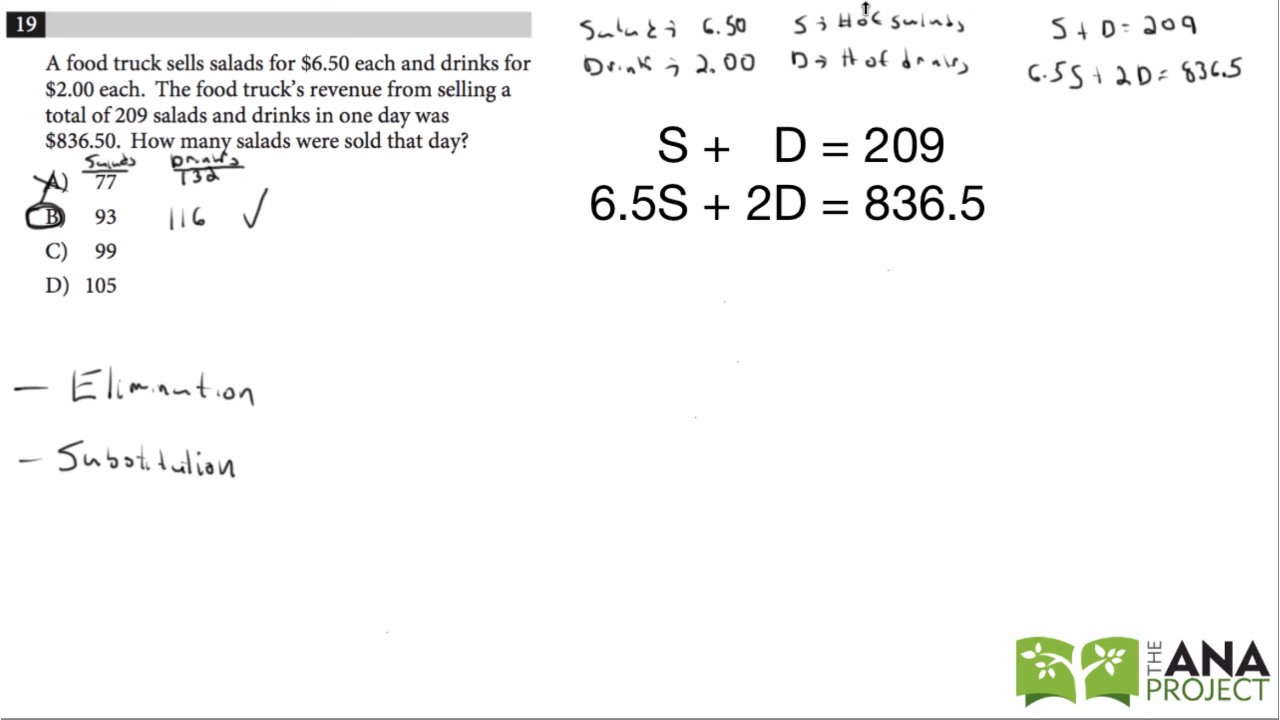 19
A food truck sells salads for $6.50 each and drinks for
$2.00 each. The food truck's revenue from selling a
total of 209 salads and drinks in one day was
$836.50. How many salads were sold that day?
Salads Drinks
A) 77 132
B) 93 116 ✓
C) 99
D) 105
– Elimination
– Substitution
Salad → 6.50
Drink → 2.00
S → # of salads
D → # of drinks
S + D = 209
6.5S + 2D = 836.5
S + D = 209
6.5S + 2D = 836.5
THE ANA
PROJECT